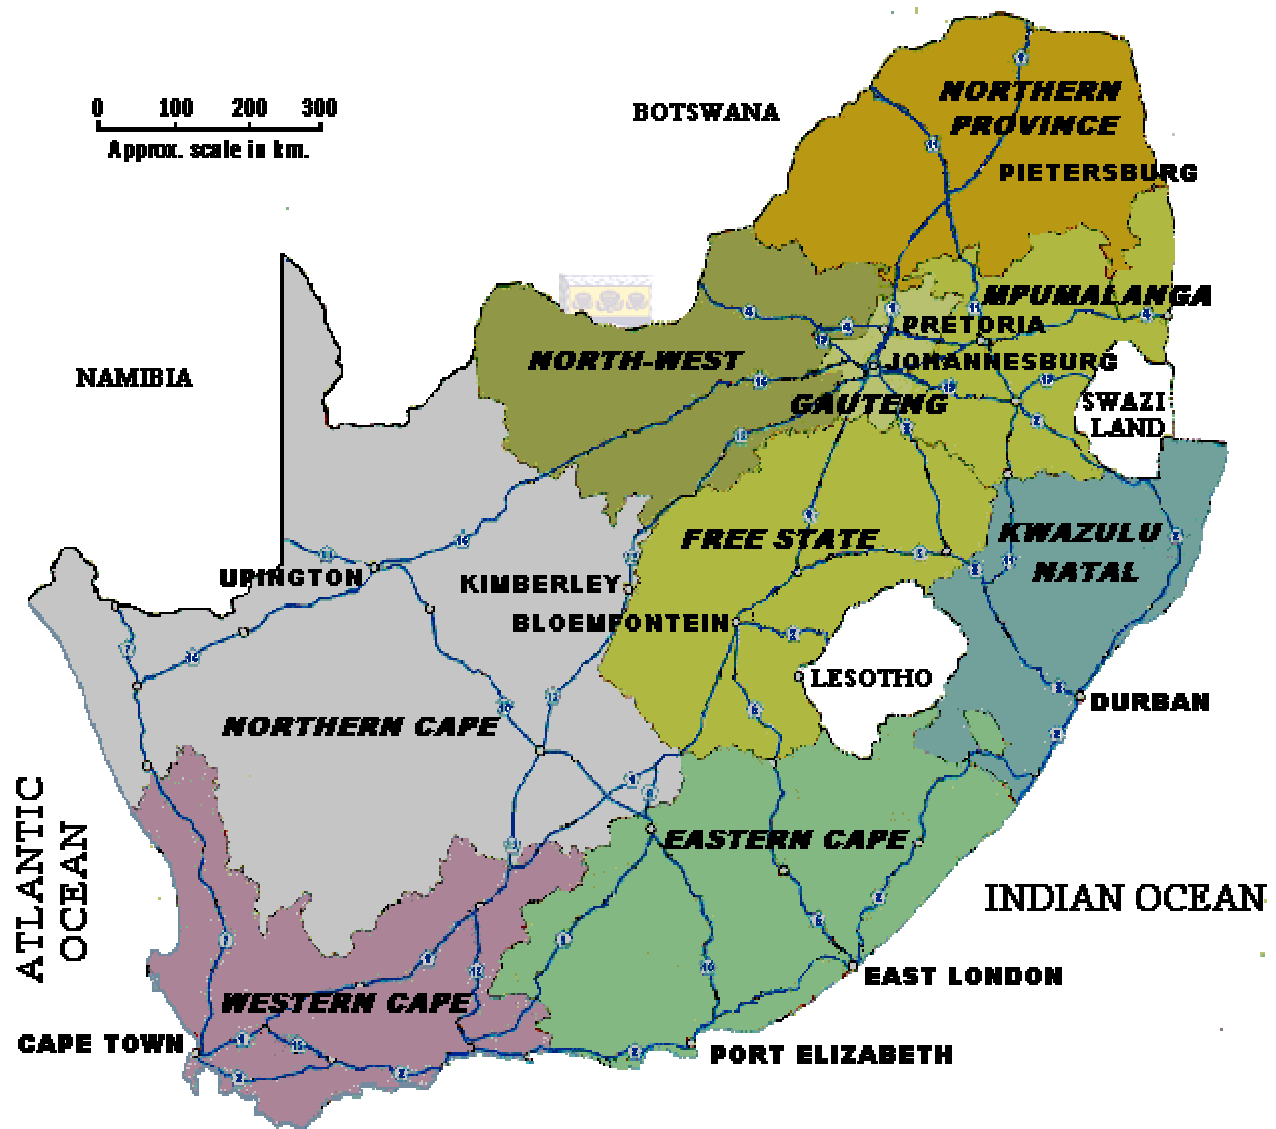 0 100 200 300
Approx. scale in km.
BOTSWANA
NORTHERN
PROVINCE
PIETERSBURG
MPUMALANGA
PRETORIA
NORTH-WEST
JOHANNESBURG
NAMIBIA
GAUTENG
SWAZI
LAND
FREE STATE
KWAZULU
NATAL
UPINGTON
KIMBERLEY
BLOEMFONTEIN
LESOTHO
DURBAN
NORTHERN CAPE
ATLANTIC
OCEAN
EASTERN CAPE
INDIAN OCEAN
EAST LONDON
WESTERN CAPE
CAPE TOWN
PORT ELIZABETH